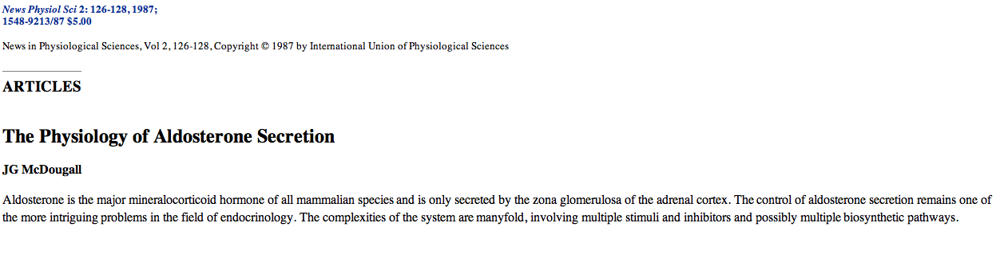 News Physiol Sci 2: 126-128, 1987;
1548-9213/87 $5.00
News in Physiological Sciences, Vol 2, 126-128, Copyright © 1987 by International Union of Physiological Sciences
ARTICLES
The Physiology of Aldosterone Secretion
JG McDougall
Aldosterone is the major mineralocorticoid hormone of all mammalian species and is only secreted by the zona glomerulosa of the adrenal cortex. The control of aldosterone secretion remains one of
the more intriguing problems in the field of endocrinology. The complexities of the system are manyfold, involving multiple stimuli and inhibitors and possibly multiple biosynthetic pathways.